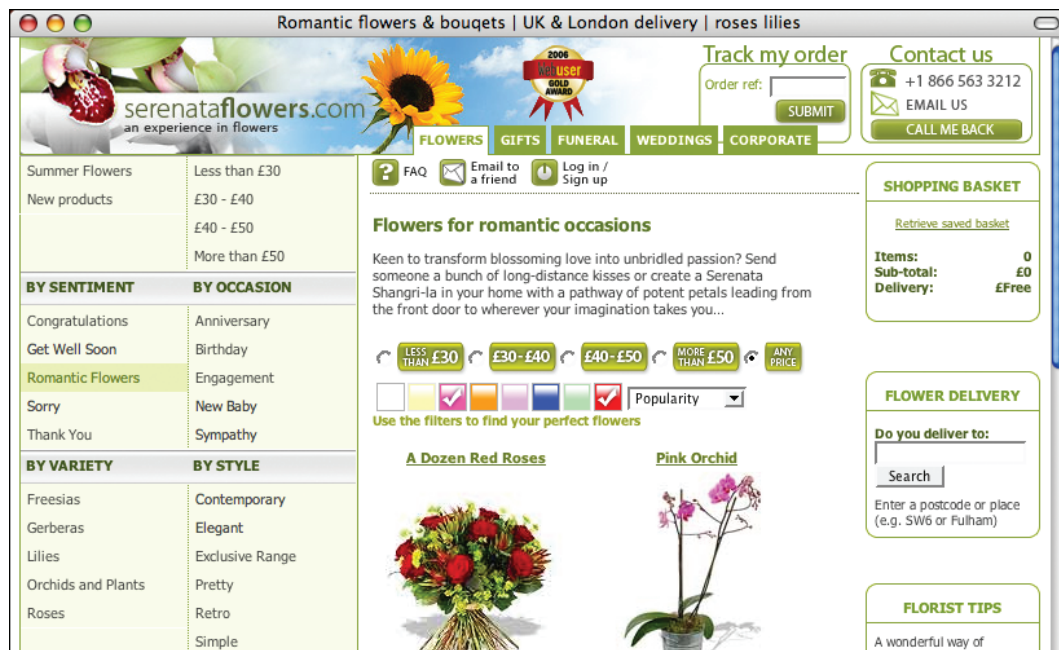 Romantic flowers & bouqets | UK & London delivery | roses lilies
serenataflowers.com
an experience in flowers
2006
Webuser
GOLD
AWARD
Track my order
Order ref:
SUBMIT
Contact us
+1 866 563 3212
EMAIL US
CALL ME BACK
FLOWERS GIFTS FUNERAL WEDDINGS CORPORATE
Summer Flowers
New products
Less than £30
£30 - £40
£40 - £50
More than £50
BY SENTIMENT
Congratulations
Get Well Soon
Romantic Flowers
Sorry
Thank You
BY OCCASION
Anniversary
Birthday
Engagement
New Baby
Sympathy
BY VARIETY
Freesias
Gerberas
Lilies
Orchids and Plants
Roses
BY STYLE
Contemporary
Elegant
Exclusive Range
Pretty
Retro
Simple
? FAQ
Email to
a friend
Log in /
Sign up
Flowers for romantic occasions
Keen to transform blossoming love into unbridled passion? Send
someone a bunch of long-distance kisses or create a Serenata
Shangri-la in your home with a pathway of potent petals leading from
the front door to wherever your imagination takes you...
LESS THAN £30
£30-£40
£40-£50
MORE THAN £50
ANY PRICE
Popularity
Use the filters to find your perfect flowers
A Dozen Red Roses
Pink Orchid
SHOPPING BASKET
Retrieve saved basket
Items: 0
Sub-total: £0
Delivery: £Free
FLOWER DELIVERY
Do you deliver to:
Search
Enter a postcode or place
(e.g. SW6 or Fulham)
FLORIST TIPS
A wonderful way of